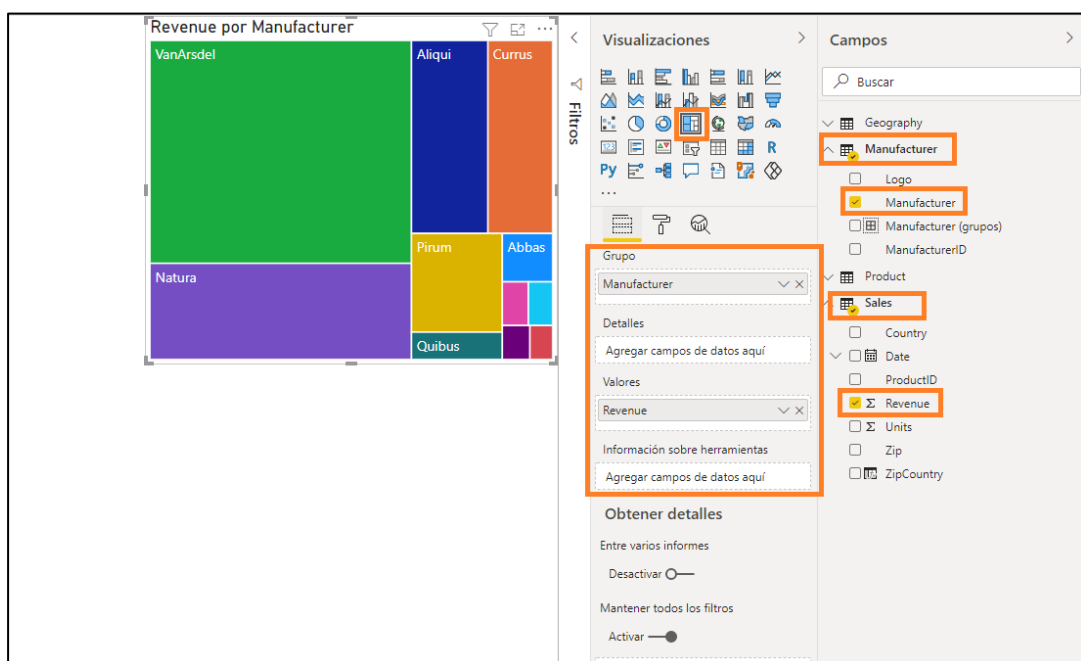 Revenue por Manufacturer
VanArsdel
Aliqui
Currus
Natura
Pirum
Abbas
Quibus
Filtros
Visualizaciones
123
R
Py
...
Grupo
Manufacturer
Detalles
Agregar campos de datos aquí
Valores
Revenue
Información sobre herramientas
Agregar campos de datos aquí
Obtener detalles
Entre varios informes
Desactivar
Mantener todos los filtros
Activar
Campos
Buscar
Geography
Manufacturer
Logo
Manufacturer
Manufacturer (grupos)
ManufacturerID
Product
Sales
Country
Date
ProductID
Σ Revenue
Σ Units
Zip
ZipCountry